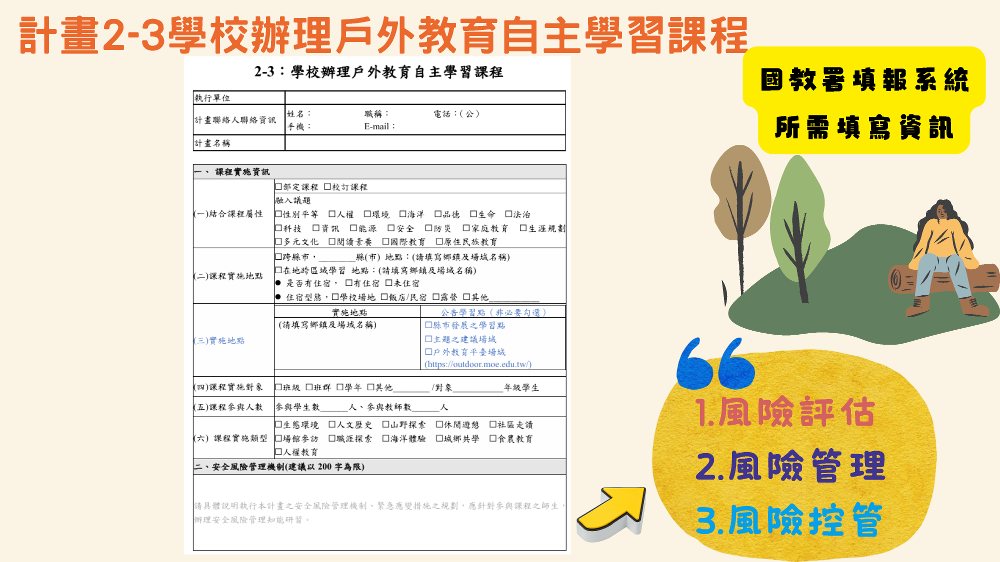 計畫2-3學校辦理戶外教育自主學習課程
國教署填報系統
所需填寫資訊
2-3：學校辦理戶外教育自主學習課程
執行單位
計畫聯絡人聯絡資訊
姓名： 職稱： 電話：(公)
手機： E-mail：
計畫名稱
一、 課程實施資訊
(一)結合課程屬性
□部定課程 □校訂課程
融入議題
□性別平等 □人權 □環境 □海洋 □品德 □生命 □法治
□科技 □資訊 □能源 □安全 □防災 □家庭教育 □生涯規劃
□多元文化 □閱讀素養 □國際教育 □原住民族教育
(二)課程實施地點
□跨縣市，________縣(市) 地點：(請填寫鄉鎮及場域名稱)
□在地跨區域學習 地點：(請填寫鄉鎮及場域名稱)
● 是否有住宿， □有住宿 □未住宿
● 住宿型態，□學校場地 □飯店/民宿 □露營 □其他___________
(三)實施地點
實施地點 公告學習點（非必要勾選）
(請填寫鄉鎮及場域名稱)
□縣市發展之學習點
□主題之建議場域
□戶外教育平臺場域
(https://outdoor.moe.edu.tw/)
(四)課程實施對象 □班級 □班群 □學年 □其他________/對象___________年級學生
(五)課程參與人數 參與學生數______人、參與教師數______人
(六) 課程實施類型
□生態環境 □人文歷史 □山野探索 □休閒遊憩 □社區走讀
□場館參訪 □職涯探索 □海洋體驗 □城鄉共學 □食農教育
□人權教育
二、安全風險管理機制(建議以 200 字為限)
請具體說明執行本計畫之安全風險管理機制、緊急應變措施之規劃，應針對參與課程之師生，
辦理安全風險管理知能研習。
1.風險評估
2.風險管理
3.風險控管